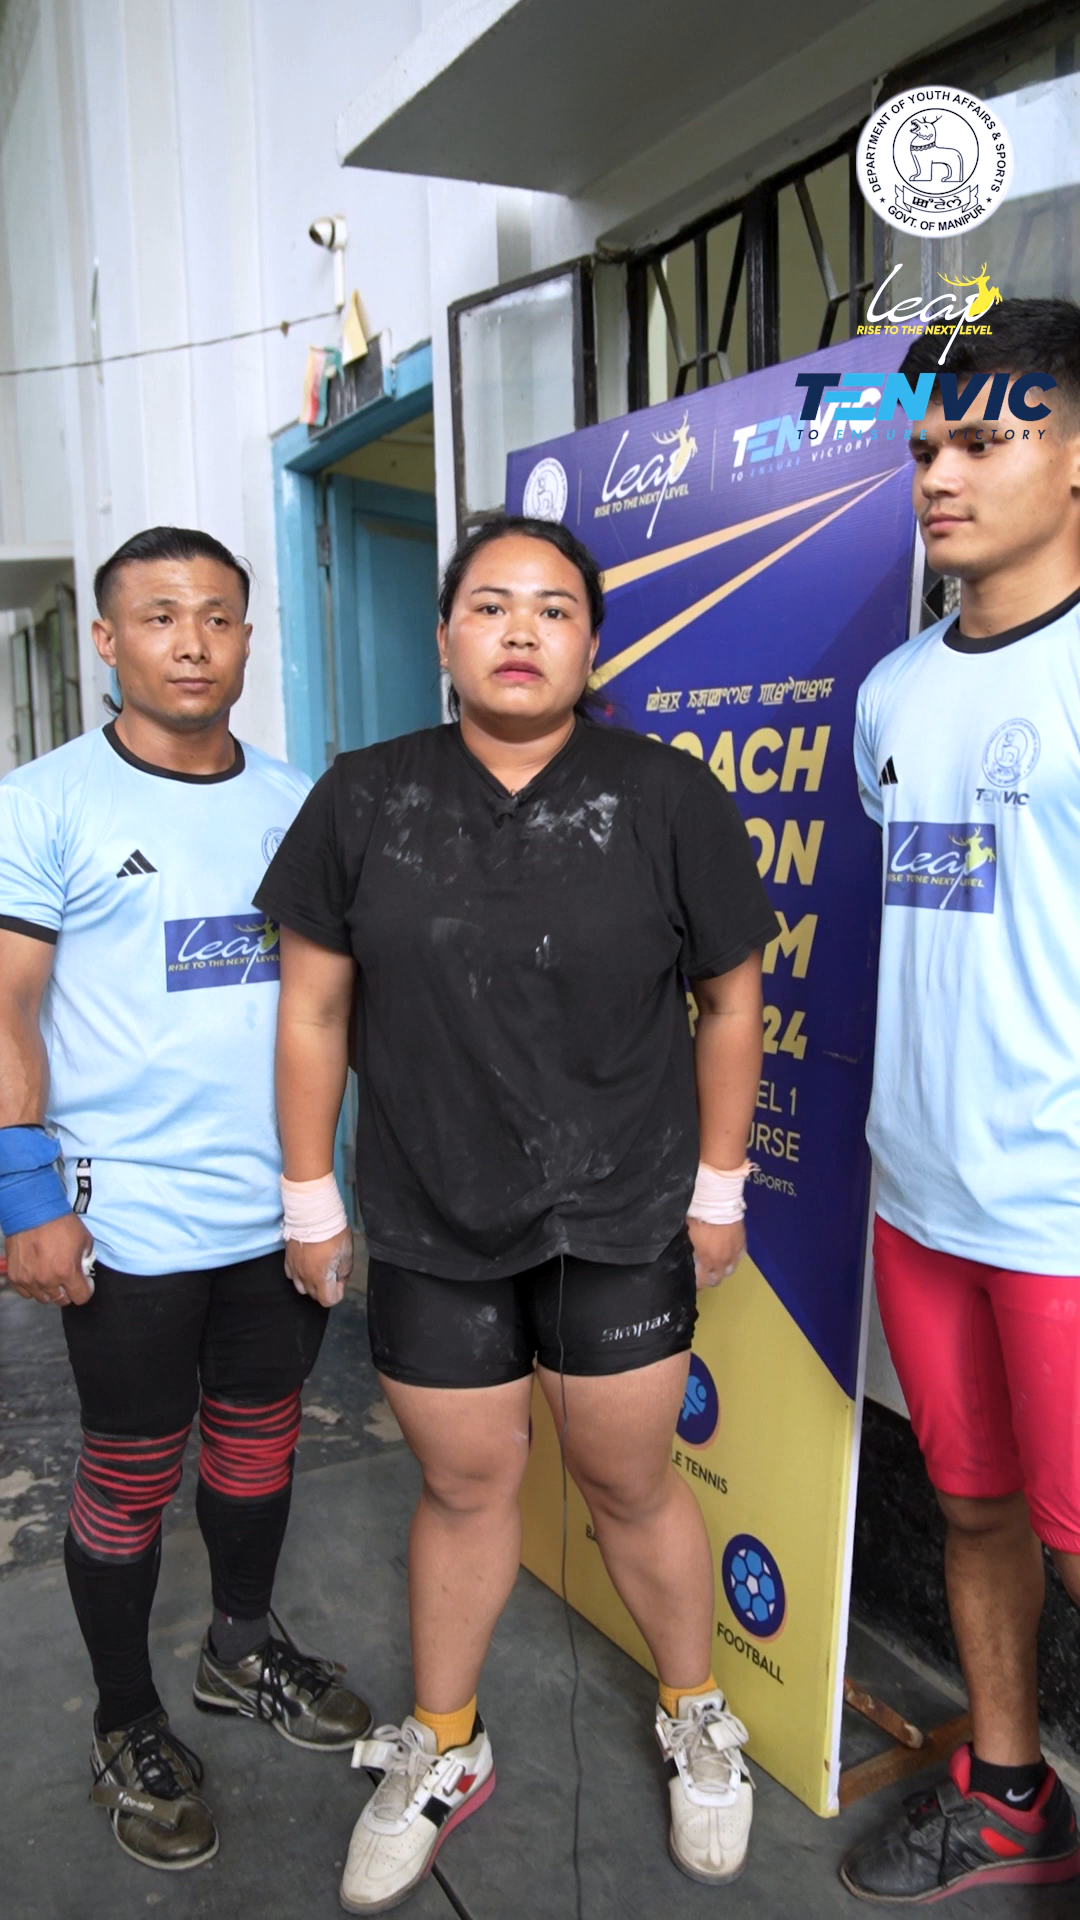 DEPARTMENT OF YOUTH AFFAIRS & SPORTS
GOVT. OF MANIPUR
leap
RISE TO THE NEXT LEVEL
TENVIC
TO ENSURE VICTORY
leap
RISE TO THE NEXT LEVEL
TENVIC
TO ENSURE VICTORY
COACH
ON
M
24
EL 1
URSE
SPORTS.
LE TENNIS
FOOTBALL
leap
RISE TO THE NEXT LEVEL
TENVIC
leap
RISE TO THE NEXT LEVEL
simpax